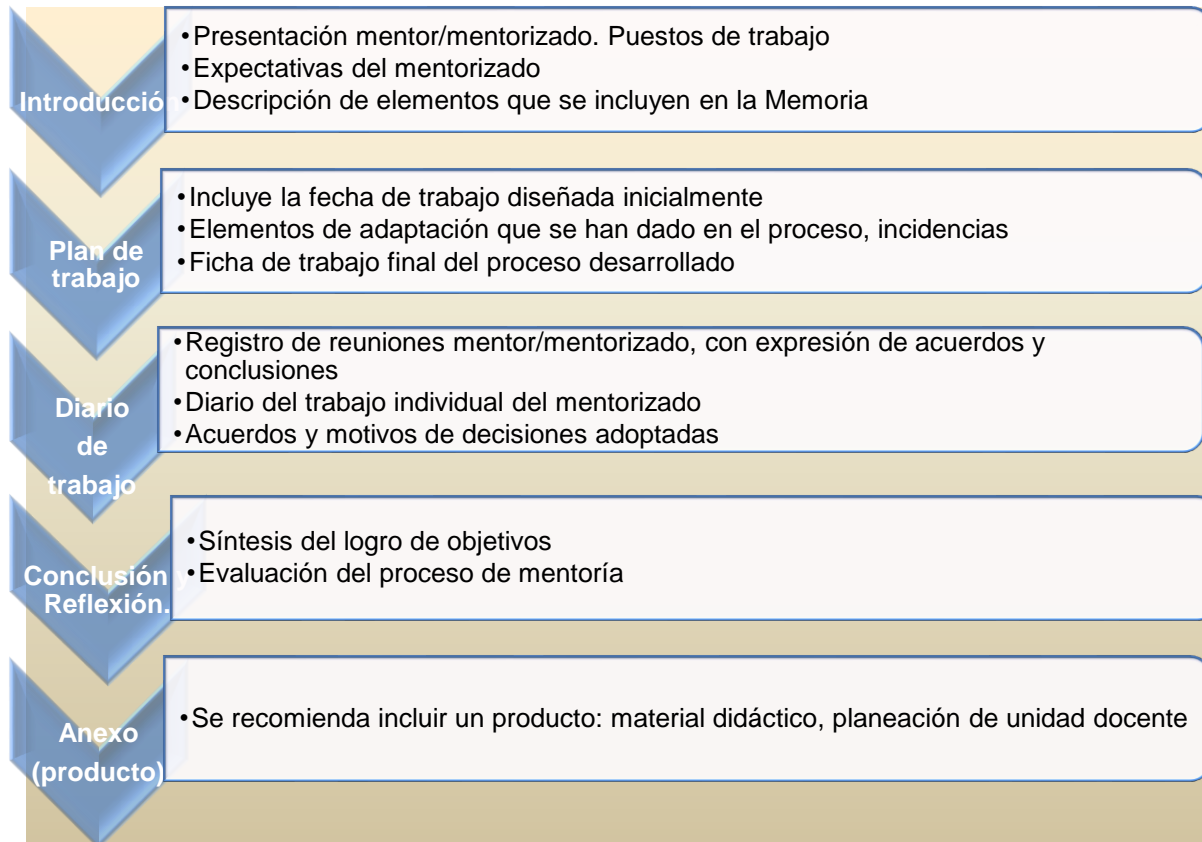 Introducción
•Presentación mentor/mentorizado. Puestos de trabajo
•Expectativas del mentorizado
•Descripción de elementos que se incluyen en la Memoria
Plan de
trabajo
•Incluye la fecha de trabajo diseñada inicialmente
•Elementos de adaptación que se han dado en el proceso, incidencias
•Ficha de trabajo final del proceso desarrollado
Diario
de
trabajo
•Registro de reuniones mentor/mentorizado, con expresión de acuerdos y
conclusiones
•Diario del trabajo individual del mentorizado
•Acuerdos y motivos de decisiones adoptadas
Conclusión y
Reflexión.
•Síntesis del logro de objetivos
•Evaluación del proceso de mentoría
Anexo
(producto)
•Se recomienda incluir un producto: material didáctico, planeación de unidad docente